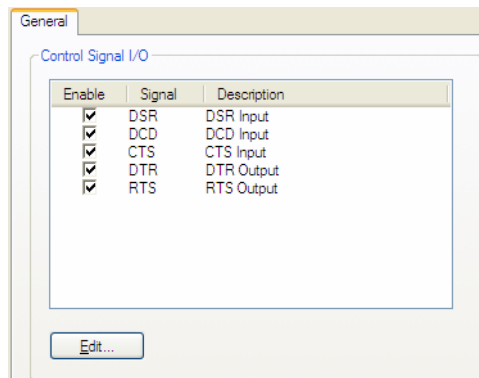 General
Control Signal I/O
Enable Signal Description
DSR DSR Input
DCD DCD Input
CTS CTS Input
DTR DTR Output
RTS RTS Output
Edit...